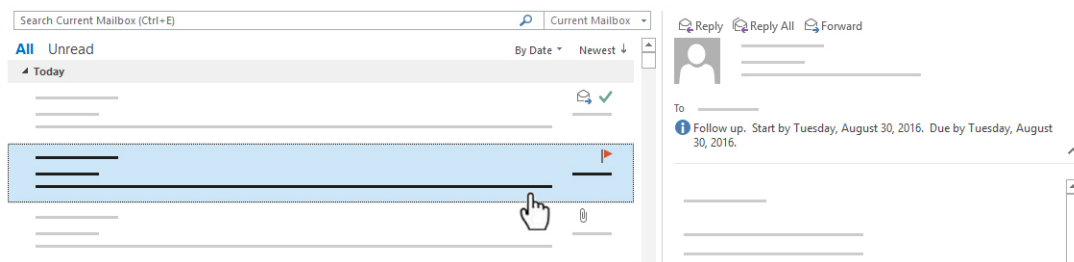 Search Current Mailbox (Ctrl+E)
Current Mailbox
All Unread
By Date Newest
Today
Reply Reply All Forward
To
Follow up. Start by Tuesday, August 30, 2016. Due by Tuesday, August
30, 2016.